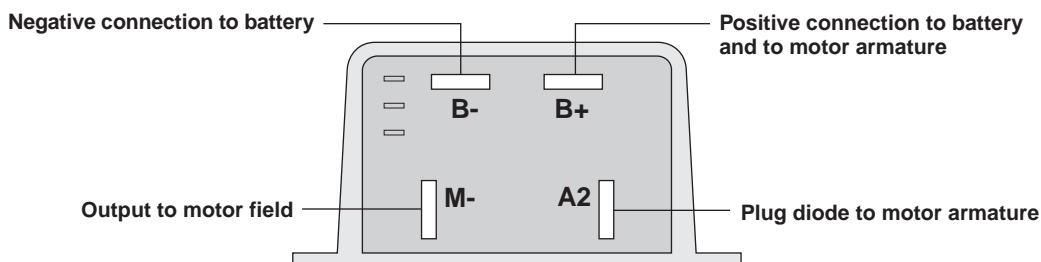 Negative connection to battery
Positive connection to battery
and to motor armature
B-
B+
M-
A2
Output to motor field
Plug diode to motor armature